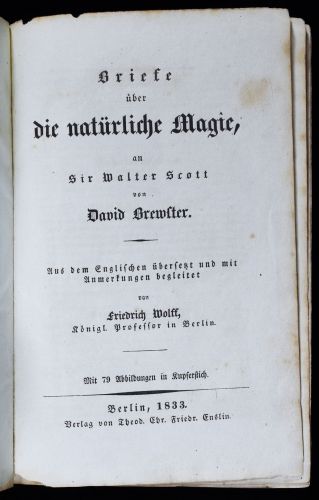 Briefe
über
die natürliche Magie,
an
Sir Walter Scott
von
David Brewster.
Aus dem Englischen übersetzt und mit
Anmerkungen begleitet
von
Friedrich Wolff,
Königl. Professor in Berlin.
Mit 79 Abbildungen in Kupferstich.
Berlin, 1833.
Verlag von Theod. Chr. Friedr. Enslin.